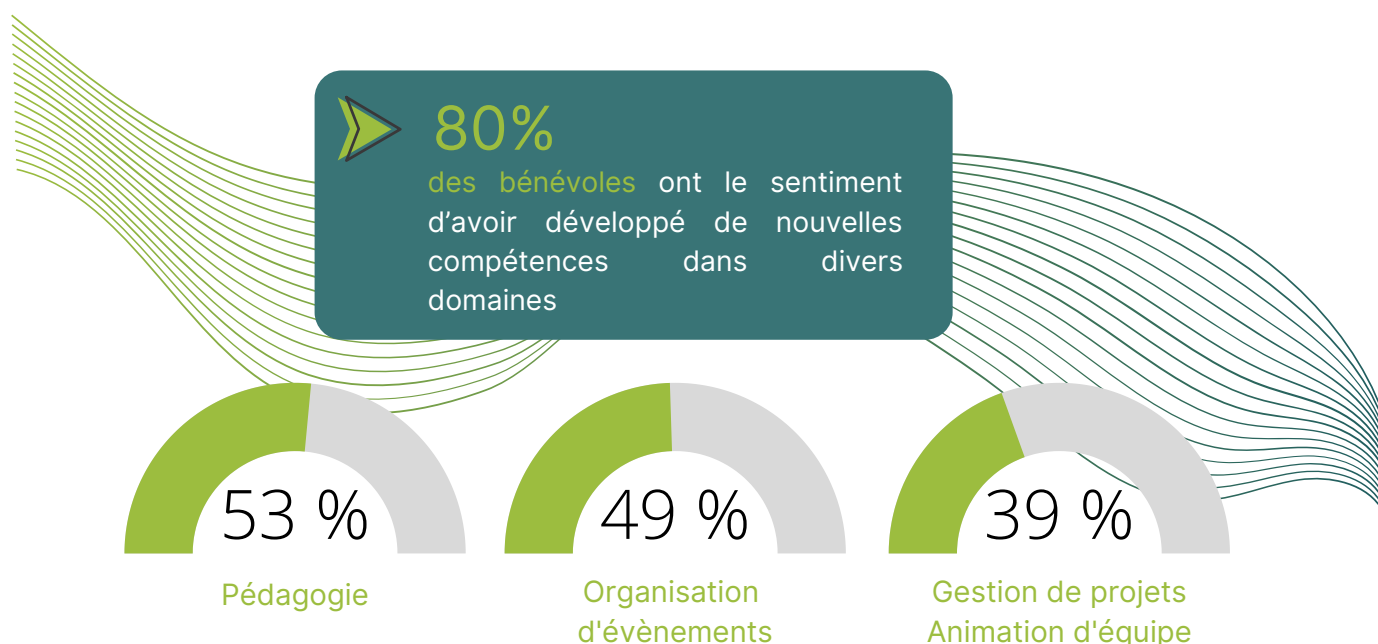 80%
des bénévoles ont le sentiment
d’avoir développé de nouvelles
compétences dans divers
domaines
53 %
49 %
39 %
Pédagogie
Organisation
d'évènements
Gestion de projets
Animation d'équipe